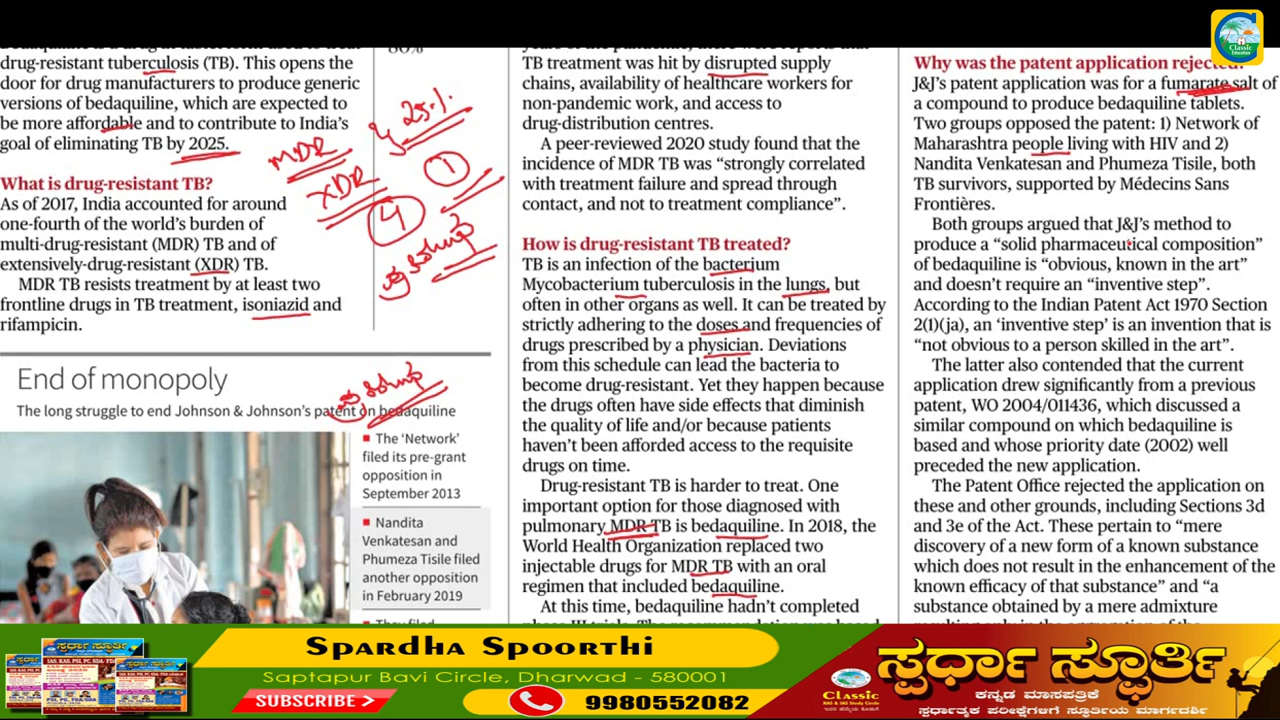 drug-resistant tuberculosis (TB). This opens the
door for drug manufacturers to produce generic
versions of bedaquiline, which are expected to
be more affordable and to contribute to India's
goal of eliminating TB by 2025.
What is drug-resistant TB?
As of 2017, India accounted for around
one-fourth of the world's burden of
multi-drug-resistant (MDR) TB and of
extensively-drug-resistant (XDR) TB.
MDR TB resists treatment by at least two
frontline drugs in TB treatment, isoniazid and
rifampicin.
80%
25%
MDR
XDR
1
4
End of monopoly
The long struggle to end Johnson & Johnson's patent on bedaquiline
The 'Network'
filed its pre-grant
opposition in
September 2013
Nandita
Venkatesan and
Phumeza Tisile filed
another opposition
in February 2019
They filed
TB treatment was hit by disrupted supply
chains, availability of healthcare workers for
non-pandemic work, and access to
drug-distribution centres.
A peer-reviewed 2020 study found that the
incidence of MDR TB was “strongly correlated
with treatment failure and spread through
contact, and not to treatment compliance”.
How is drug-resistant TB treated?
TB is an infection of the bacterium
Mycobacterium tuberculosis in the lungs, but
often in other organs as well. It can be treated by
strictly adhering to the doses and frequencies of
drugs prescribed by a physician. Deviations
from this schedule can lead the bacteria to
become drug-resistant. Yet they happen because
the drugs often have side effects that diminish
the quality of life and/or because patients
haven't been afforded access to the requisite
drugs on time.
Drug-resistant TB is harder to treat. One
important option for those diagnosed with
pulmonary MDR TB is bedaquiline. In 2018, the
World Health Organization replaced two
injectable drugs for MDR TB with an oral
regimen that included bedaquiline.
At this time, bedaquiline hadn't completed
Why was the patent application rejected?
J&J's patent application was for a fumarate salt of
a compound to produce bedaquiline tablets.
Two groups opposed the patent: 1) Network of
Maharashtra people living with HIV and 2)
Nandita Venkatesan and Phumeza Tisile, both
TB survivors, supported by Médecins Sans
Frontières.
Both groups argued that J&J's method to
produce a “solid pharmaceutical composition”
of bedaquiline is “obvious, known in the art”
and doesn't require an “inventive step”.
According to the Indian Patent Act 1970 Section
2(1)(ja), an ‘inventive step’ is an invention that is
“not obvious to a person skilled in the art”.
The latter also contended that the current
application drew significantly from a previous
patent, WO 2004/011436, which discussed a
similar compound on which bedaquiline is
based and whose priority date (2002) well
preceded the new application.
The Patent Office rejected the application on
these and other grounds, including Sections 3d
and 3e of the Act. These pertain to “mere
discovery of a new form of a known substance
which does not result in the enhancement of the
known efficacy of that substance” and “a
substance obtained by a mere admixture
Classic
Education
Spardha Spoorthi
Saptapur Bavi Circle, Dharwad - 580001
SUBSCRIBE
9980552082
ಸ್ಪರ್ಧಾ ಸ್ಫೂರ್ತಿ
ಕನ್ನಡ ಮಾಸಪತ್ರಿಕೆ
ಸ್ಪರ್ಧಾತ್ಮಕ ಪರೀಕ್ಷೆಗಳಿಗೆ ಸ್ಫೂರ್ತಿಯ ಮಾರ್ಗದರ್ಶಿ
Classic
KAS & IAS Study Circle